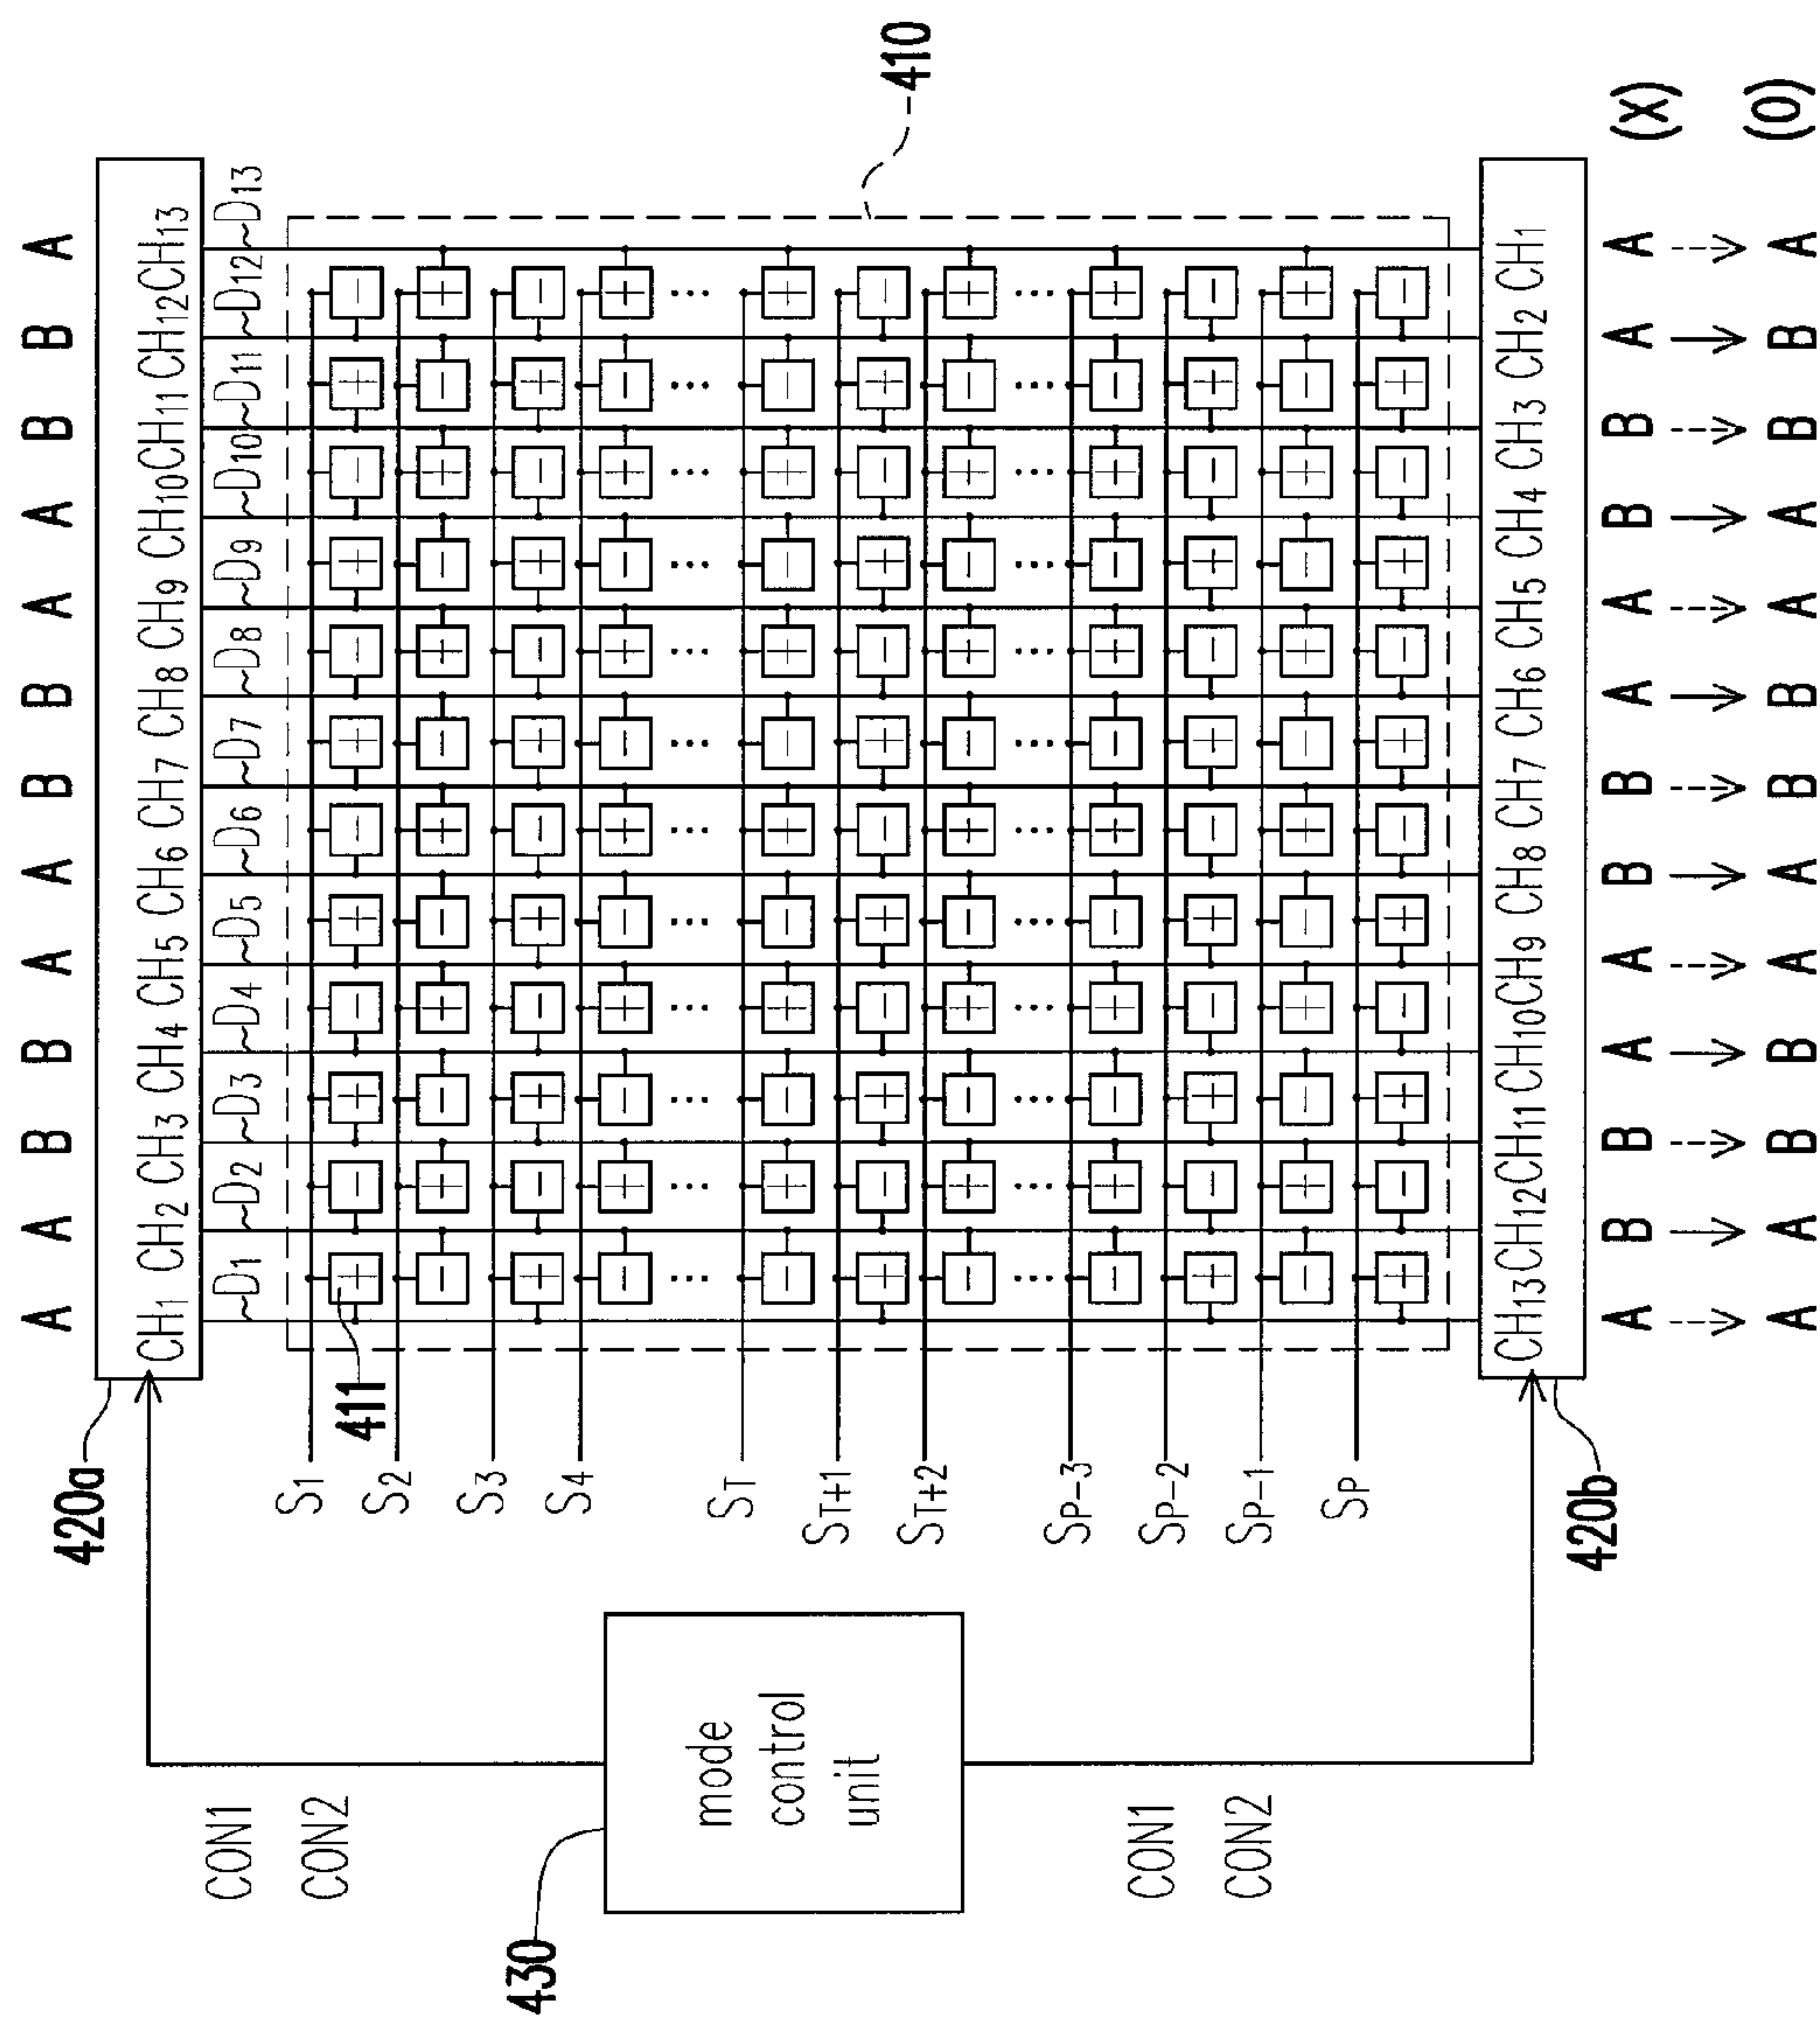 A A B B A A B B A A B B A
420a
CH1 CH2 CH3 CH4 CH5 CH6 CH7 CH8 CH9 CH10 CH11 CH12 CH13
CON1
CON2
D1 D2 D3 D4 D5 D6 D7 D8 D9 D10 D11 D12 D13
S1
+ − + − + − + − + − + −
411
S2
− + − + − + − + − + − +
S3
+ − + − + − + − + − + −
S4
− + − + − + − + − + − +
... ... ... ... ... ... ... ... ... ... ... ...
430
mode
control
unit
ST
− + − + − + − + − + − +
410
ST+1
+ − + − + − + − + − + −
ST+2
− + − + − + − + − + − +
... ... ... ... ... ... ... ... ... ... ... ...
SP-3
− + − + − + − + − + − +
SP-2
+ − + − + − + − + − + −
SP-1
− + − + − + − + − + − +
SP
+ − + − + − + − + − + −
CON1
CON2
CH13 CH12 CH11 CH10 CH9 CH8 CH7 CH6 CH5 CH4 CH3 CH2 CH1
420b
A B B A A B B A A B B A A (X)
A A B B A A B B A A B B A (O)